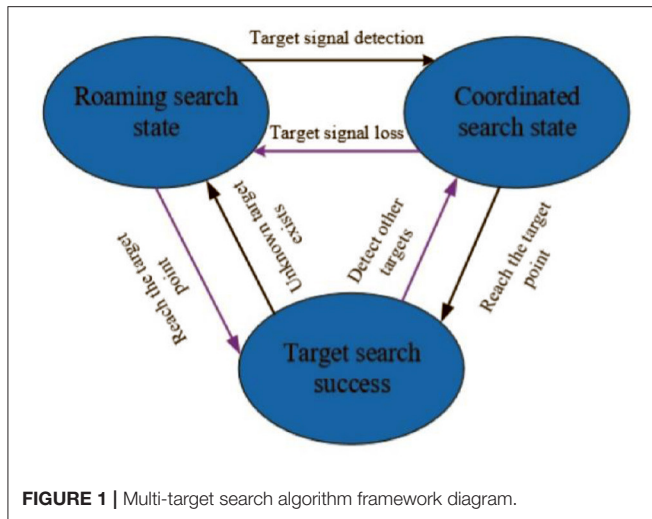 Target signal detection
Roaming search
state
Coordinated
search state
Target signal loss
Reach the target
point
Unknown target
exists
Detect other
targets
Reach the target
point
Target search
success
FIGURE 1 | Multi-target search algorithm framework diagram.